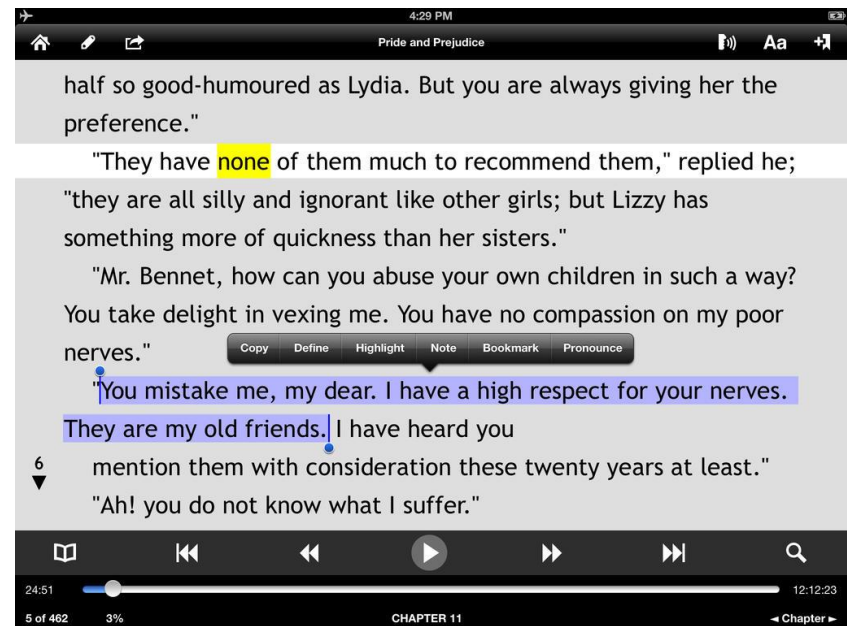 4:29 PM
Pride and Prejudice
Aa
half so good-humoured as Lydia. But you are always giving her the
preference."
"They have none of them much to recommend them," replied he;
"they are all silly and ignorant like other girls; but Lizzy has
something more of quickness than her sisters."
"Mr. Bennet, how can you abuse your own children in such a way?
You take delight in vexing me. You have no compassion on my poor
nerves."
Copy Define Highlight Note Bookmark Pronounce
"You mistake me, my dear. I have a high respect for your nerves.
They are my old friends. I have heard you
6
mention them with consideration these twenty years at least."
"Ah! you do not know what I suffer."
24:51 12:12:23
5 of 462 3% CHAPTER 11 ◄ Chapter ►